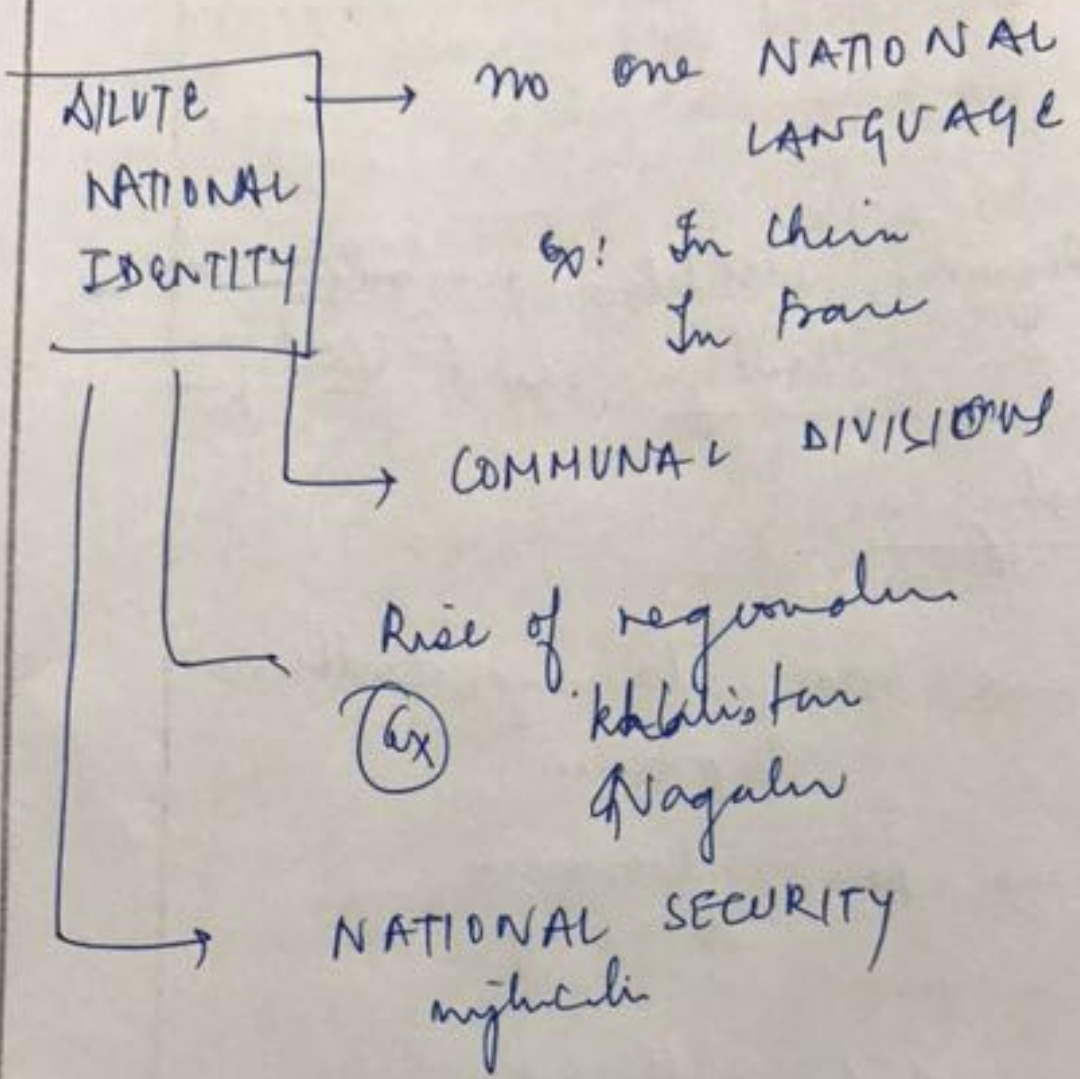 DILUTE
NATIONAL
IDENTITY
no one NATIONAL
LANGUAGE
Ex: In China
In France
COMMUNAL DIVISIONS
Rise of regionalism
Ex Khalistan
Nagalim
NATIONAL SECURITY